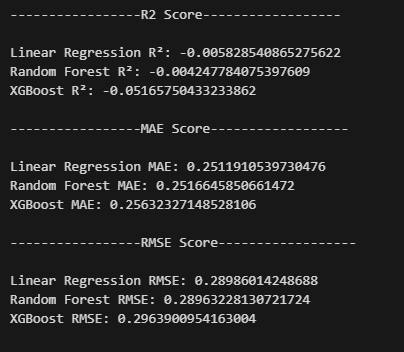 -----------------R2 Score------------------
Linear Regression R²: -0.005828540865275622
Random Forest R²: -0.004247784075397609
XGBoost R²: -0.05165750433233862
-----------------MAE Score------------------
Linear Regression MAE: 0.2511910539730476
Random Forest MAE: 0.2516645850661472
XGBoost MAE: 0.25632327148528106
-----------------RMSE Score------------------
Linear Regression RMSE: 0.28986014248688
Random Forest RMSE: 0.28963228130721724
XGBoost RMSE: 0.2963900954163004